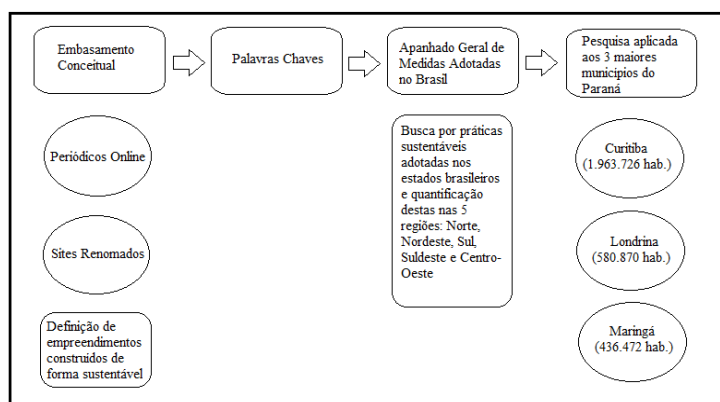 Embasamento
Conceitual
Palavras Chaves
Apanhado Geral de
Medidas Adotadas
no Brasil
Pesquisa aplicada
aos 3 maiores
municípios do
Paraná
Periódicos Online
Sites Renomados
Definição de
empreendimentos
construídos de
forma sustentável
Busca por práticas
sustentáveis
adotadas nos
estados brasileiros
e quantificação
destas nas 5
regiões: Norte,
Nordeste, Sul,
Suldeste e Centro-
Oeste
Curitiba
(1.963.726 hab.)
Londrina
(580.870 hab.)
Maringá
(436.472 hab.)